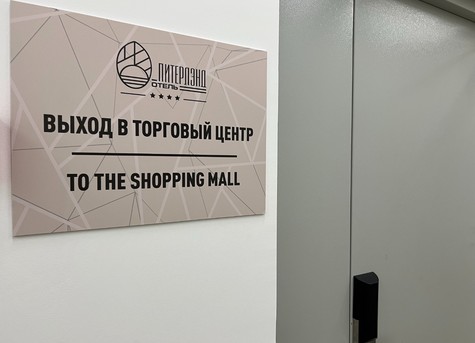 ПИТЕРЛЭНД
ОТЕЛЬ
ВЫХОД В ТОРГОВЫЙ ЦЕНТР
TO THE SHOPPING MALL